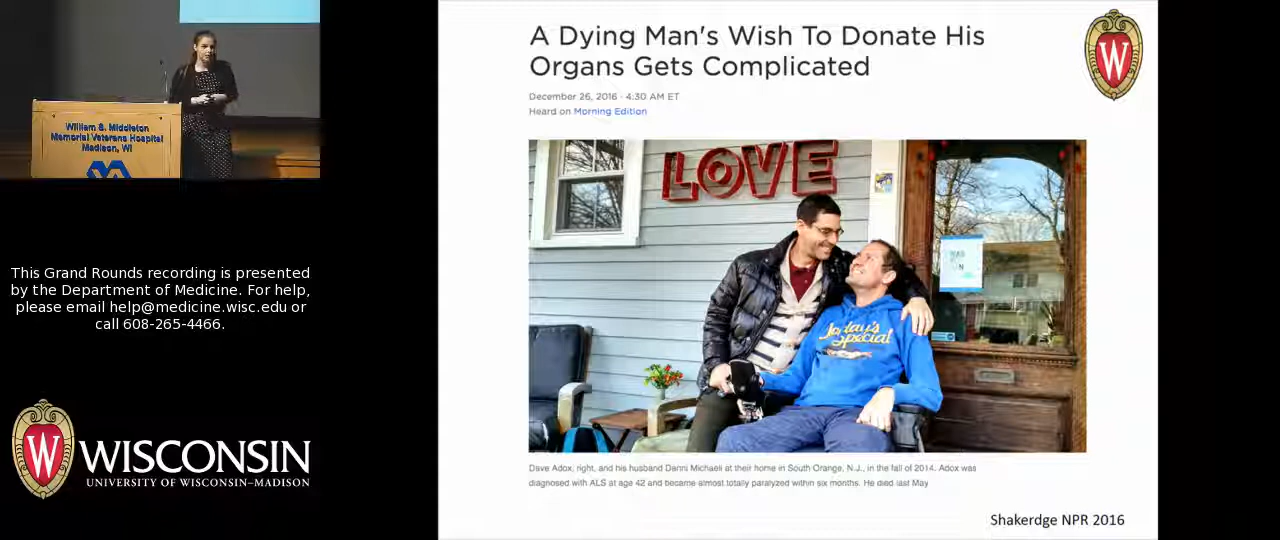 William S. Middleton
Memorial Veterans Hospital
Madison, WI
This Grand Rounds recording is presented
by the Department of Medicine. For help,
please email help@medicine.wisc.edu or
call 608-265-4466.
W
WISCONSIN
UNIVERSITY OF WISCONSIN–MADISON
A Dying Man's Wish To Donate His
Organs Gets Complicated
December 26, 2016 · 4:30 AM ET
Heard on Morning Edition
W
LOVE
Today's
Special
Dave Adox, right, and his husband Danni Michaeli at their home in South Orange, N.J., in the fall of 2014. Adox was
diagnosed with ALS at age 42 and became almost totally paralyzed within six months. He died last May
Shakerdge NPR 2016